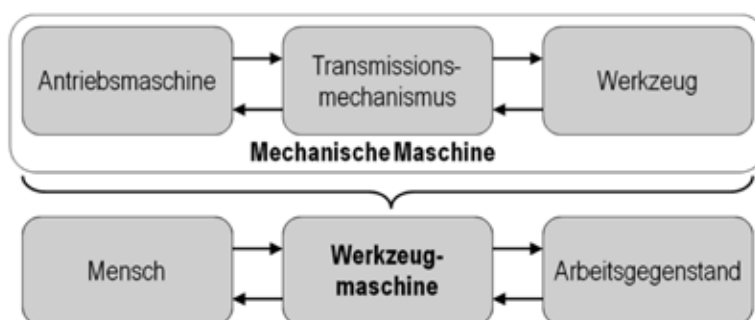 Antriebsmaschine
Transmissions-
mechanismus
Werkzeug
Mechanische Maschine
Mensch
Werkzeug-
maschine
Arbeitsgegenstand